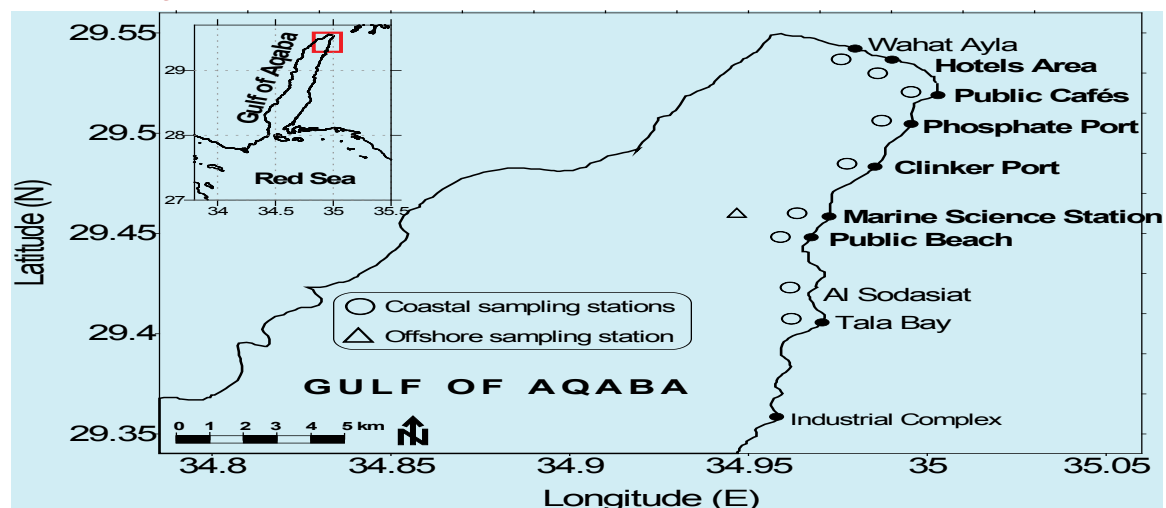 29.55
29.5
29.45
29.4
29.35
Latitude (N)
29
28
27
34
34.5
35
35.5
Gulf of Aqaba
Red Sea
Wahat Ayla
Hotels Area
Public Cafés
Phosphate Port
Clinker Port
Marine Science Station
Public Beach
Al Sodasiat
Tala Bay
Industrial Complex
Coastal sampling stations
Offshore sampling station
GULF OF AQABA
0 1 2 3 4 5 km
N
34.8
34.85
34.9
34.95
35
35.05
Longitude (E)